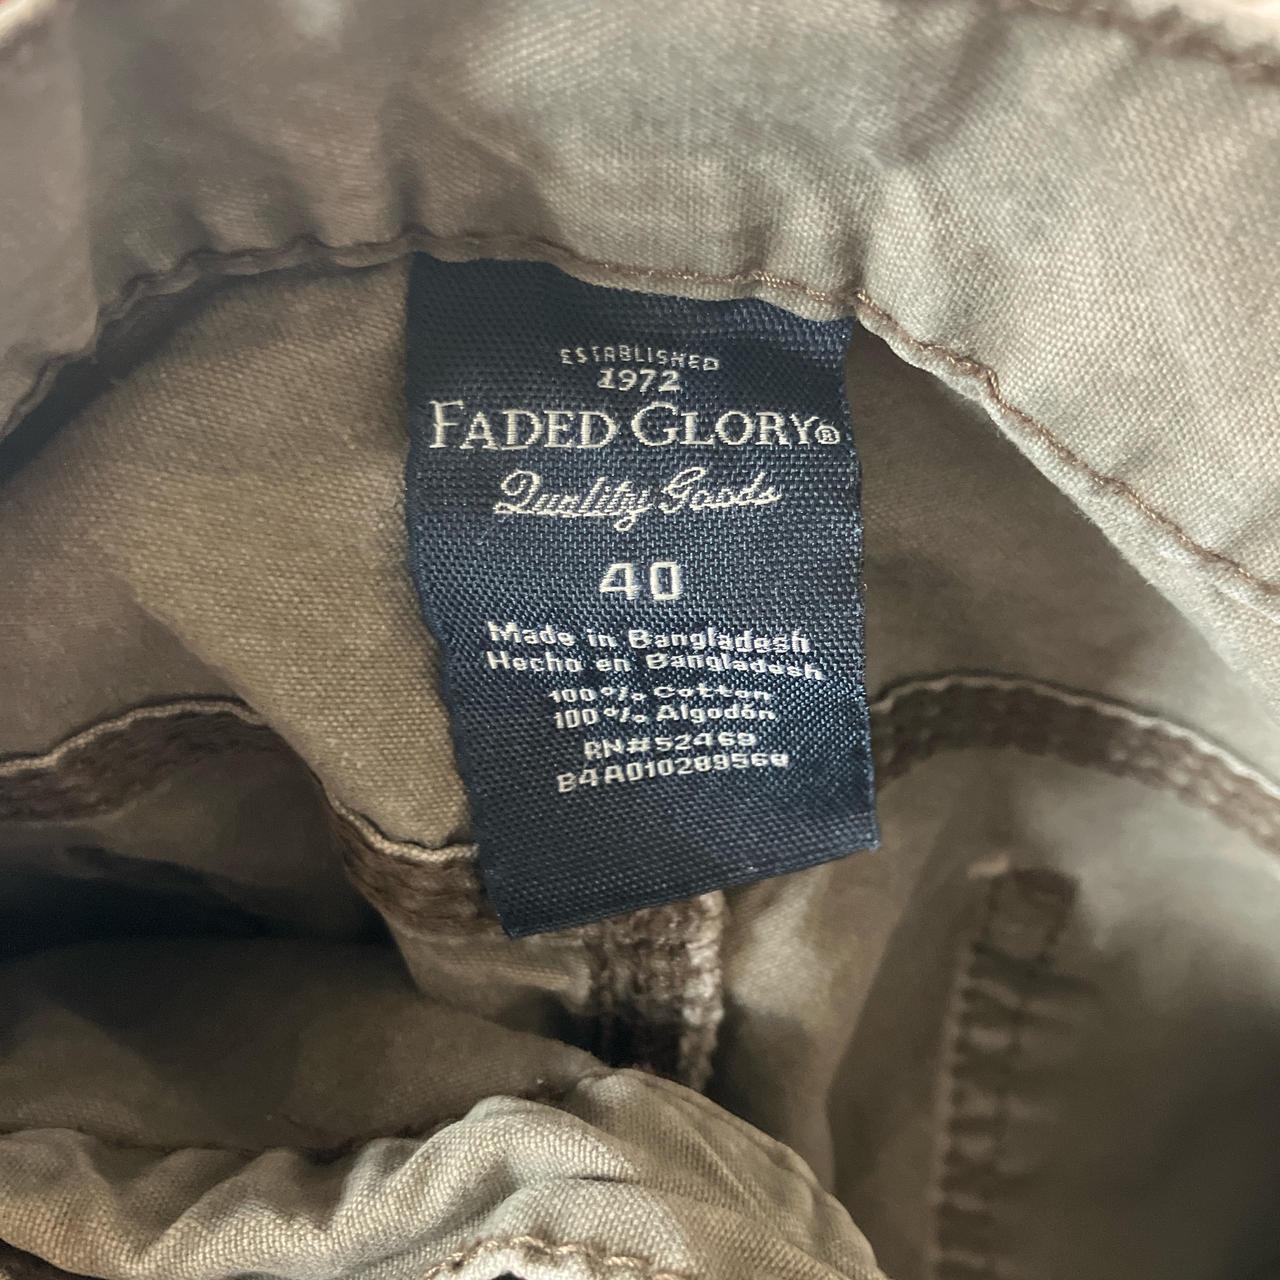 ESTABLISHED
1972
FADED GLORY®
Quality Goods
40
Made in Bangladesh
Hecho en Bangladesh
100% Cotton
100% Algodón
RN#52469
B4A010289568